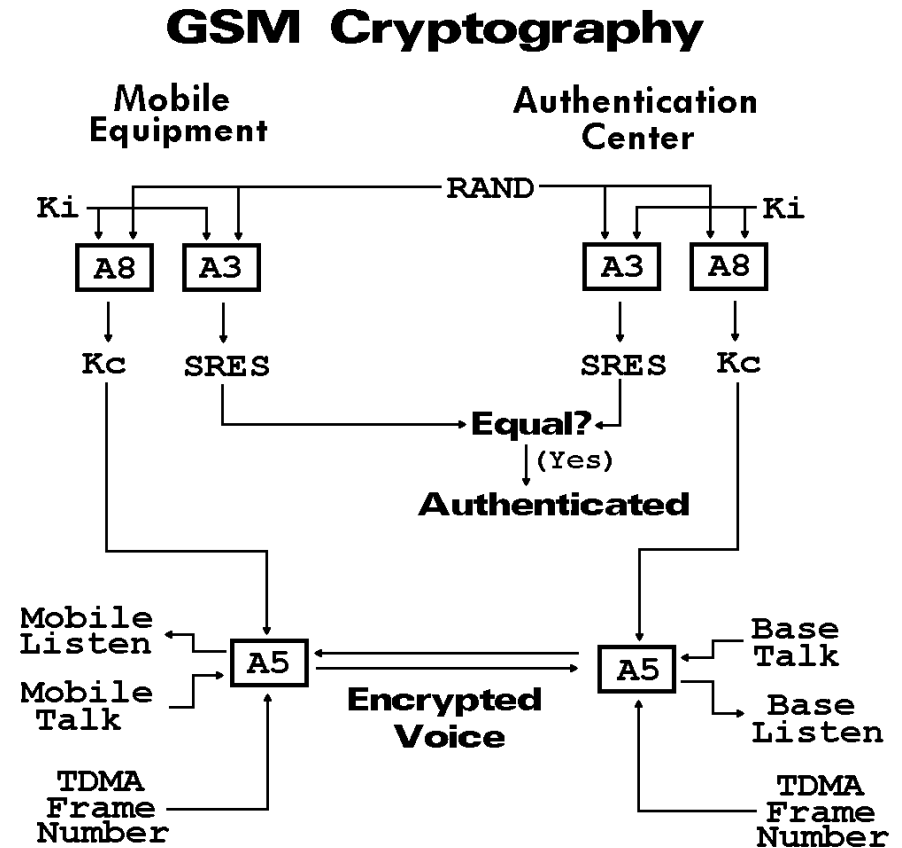 GSM Cryptography
Mobile
Equipment
Authentication
Center
Ki
RAND
Ki
A8
A3
A3
A8
Kc
SRES
SRES
Kc
Equal?
(Yes)
Authenticated
Mobile
Listen
Mobile
Talk
A5
Encrypted
Voice
A5
Base
Talk
Base
Listen
TDMA
Frame
Number
TDMA
Frame
Number